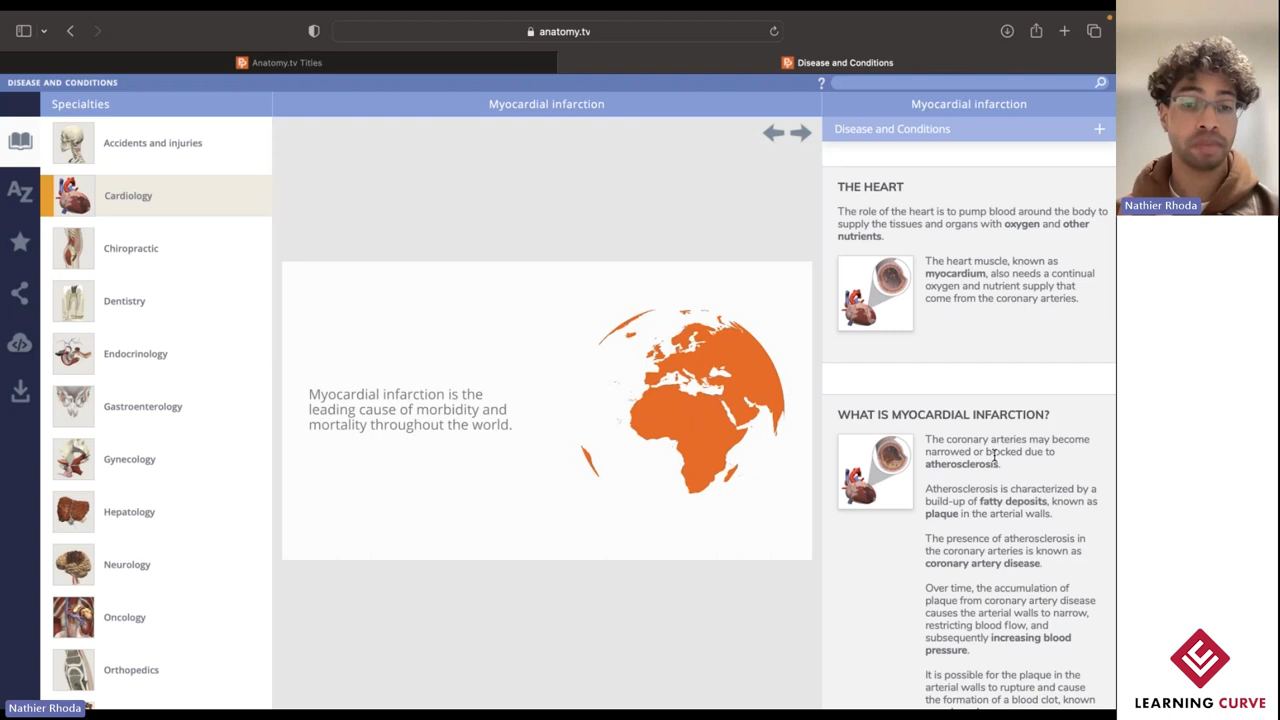 anatomy.tv
Anatomy.tv Titles
Disease and Conditions
DISEASE AND CONDITIONS
?
Specialties
Myocardial infarction
Myocardial infarction
Accidents and injuries
Cardiology
Chiropractic
Dentistry
Endocrinology
Gastroenterology
Gynecology
Hepatology
Neurology
Oncology
Orthopedics
AZ
Myocardial infarction is the
leading cause of morbidity and
mortality throughout the world.
Disease and Conditions
THE HEART
The role of the heart is to pump blood around the body to
supply the tissues and organs with oxygen and other
nutrients.
The heart muscle, known as
myocardium, also needs a continual
oxygen and nutrient supply that
come from the coronary arteries.
WHAT IS MYOCARDIAL INFARCTION?
The coronary arteries may become
narrowed or blocked due to
atherosclerosis.
Atherosclerosis is characterized by a
build-up of fatty deposits, known as
plaque in the arterial walls.
The presence of atherosclerosis in
the coronary arteries is known as
coronary artery disease.
Over time, the accumulation of
plaque from coronary artery disease
causes the arterial walls to narrow,
restricting blood flow, and
subsequently increasing blood
pressure.
It is possible for the plaque in the
arterial walls to rupture and cause
the formation of a blood clot, known
Nathier Rhoda
Nathier Rhoda
LEARNING CURVE